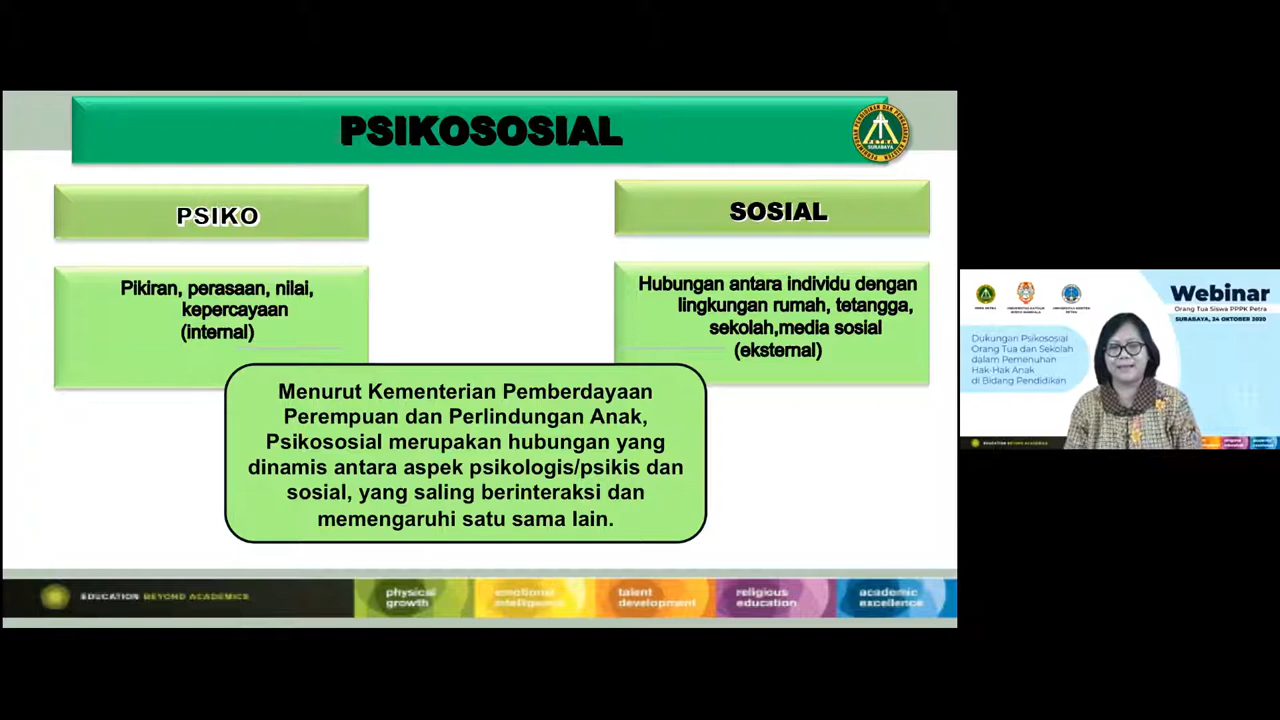 PSIKOSOSIAL
PETRA
SURABAYA
PSIKO
SOSIAL
Pikiran, perasaan, nilai,
kepercayaan
(internal)
Hubungan antara individu dengan
lingkungan rumah, tetangga,
sekolah,media sosial
(eksternal)
Menurut Kementerian Pemberdayaan
Perempuan dan Perlindungan Anak,
Psikososial merupakan hubungan yang
dinamis antara aspek psikologis/psikis dan
sosial, yang saling berinteraksi dan
memengaruhi satu sama lain.
EDUCATION BEYOND ACADEMICS
physical
growth
emotional
intelligence
talent
development
religious
education
academic
excellence
Webinar
Orang Tua Siswa PPPK Petra
SURABAYA, 24 OKTOBER 2020
Dukungan Psikososial
Orang Tua dan Sekolah
dalam Pemenuhan
Hak-Hak Anak
di Bidang Pendidikan
EDUCATION BEYOND ACADEMICS